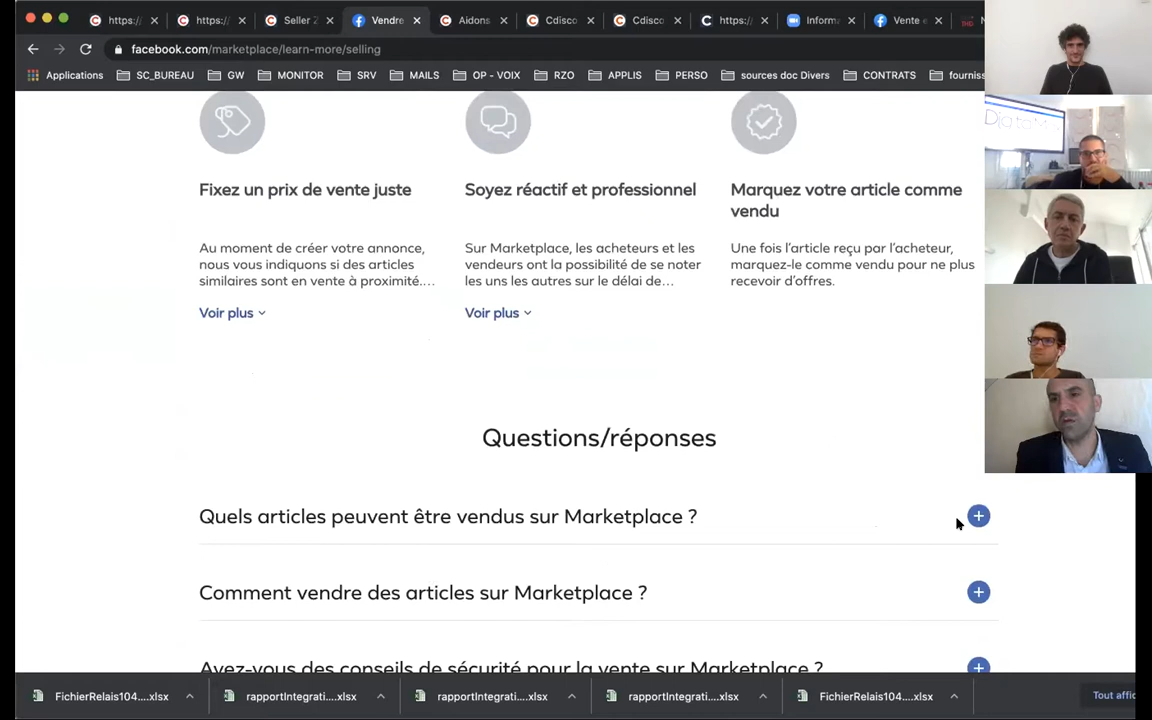 https:/
https:/
Seller 2
Vendre
Aidons
Cdisco
Cdisco
https:/
Inform
Vente e
facebook.com/marketplace/learn-more/selling
Applications
SC_BUREAU
GW
MONITOR
SRV
MAILS
OP - VOIX
RZO
APPLIS
PERSO
sources doc Divers
CONTRATS
fourniss
Fixez un prix de vente juste
Au moment de créer votre annonce,
nous vous indiquons si des articles
similaires sont en vente à proximité....
Voir plus
Soyez réactif et professionnel
Sur Marketplace, les acheteurs et les
vendeurs ont la possibilité de se noter
les uns les autres sur le délai de...
Voir plus
Marquez votre article comme
vendu
Une fois l'article reçu par l'acheteur,
marquez-le comme vendu pour ne plus
recevoir d'offres.
Questions/réponses
Quels articles peuvent être vendus sur Marketplace ?
Comment vendre des articles sur Marketplace ?
Avez-vous des conseils de sécurité pour la vente sur Marketplace ?
FichierRelais104....xlsx
rapportIntegrati....xlsx
rapportIntegrati....xlsx
rapportIntegrati....xlsx
FichierRelais104....xlsx
Tout affic